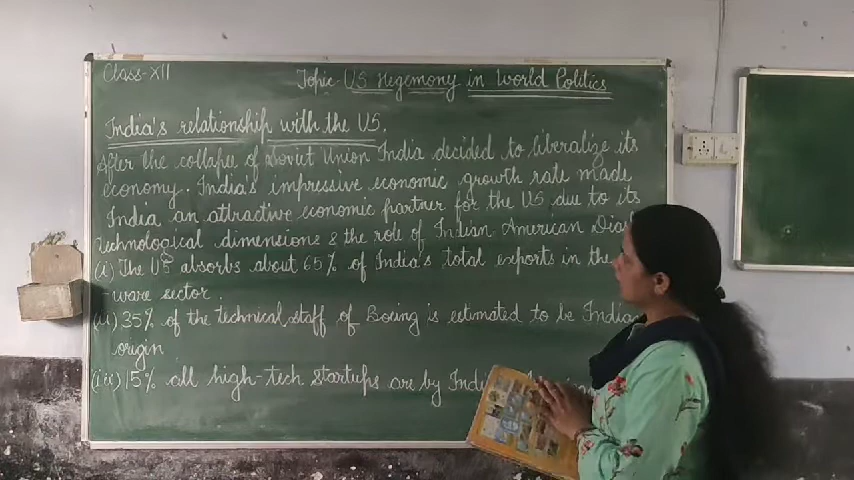 Class-XII
Topic- US Hegemony in World Politics
India's relationship with the US.
After the collapse of Soviet Union India decided to liberalize its
economy. India's impressive economic growth rate made
India an attractive economic partner for the US due to its
technological dimensions & the role of Indian-American Dia
(i) The US absorbs about 65% of India's total exports in the
-ware sector.
(ii) 35% of the technical staff of Boeing is estimated to be Indian
origin
(iii) 15% all high-tech startups are by Indi